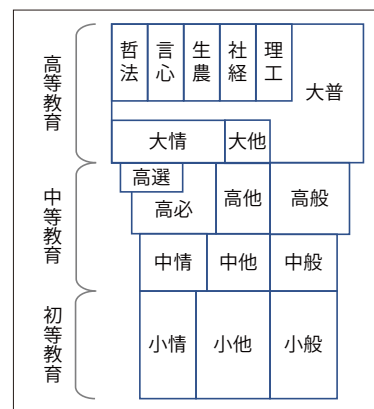 高等教育
哲法
言心
生農
社経
理工
大普
大情
大他
中等教育
高選
高必
高他
高般
中情
中他
中般
初等教育
小情
小他
小般